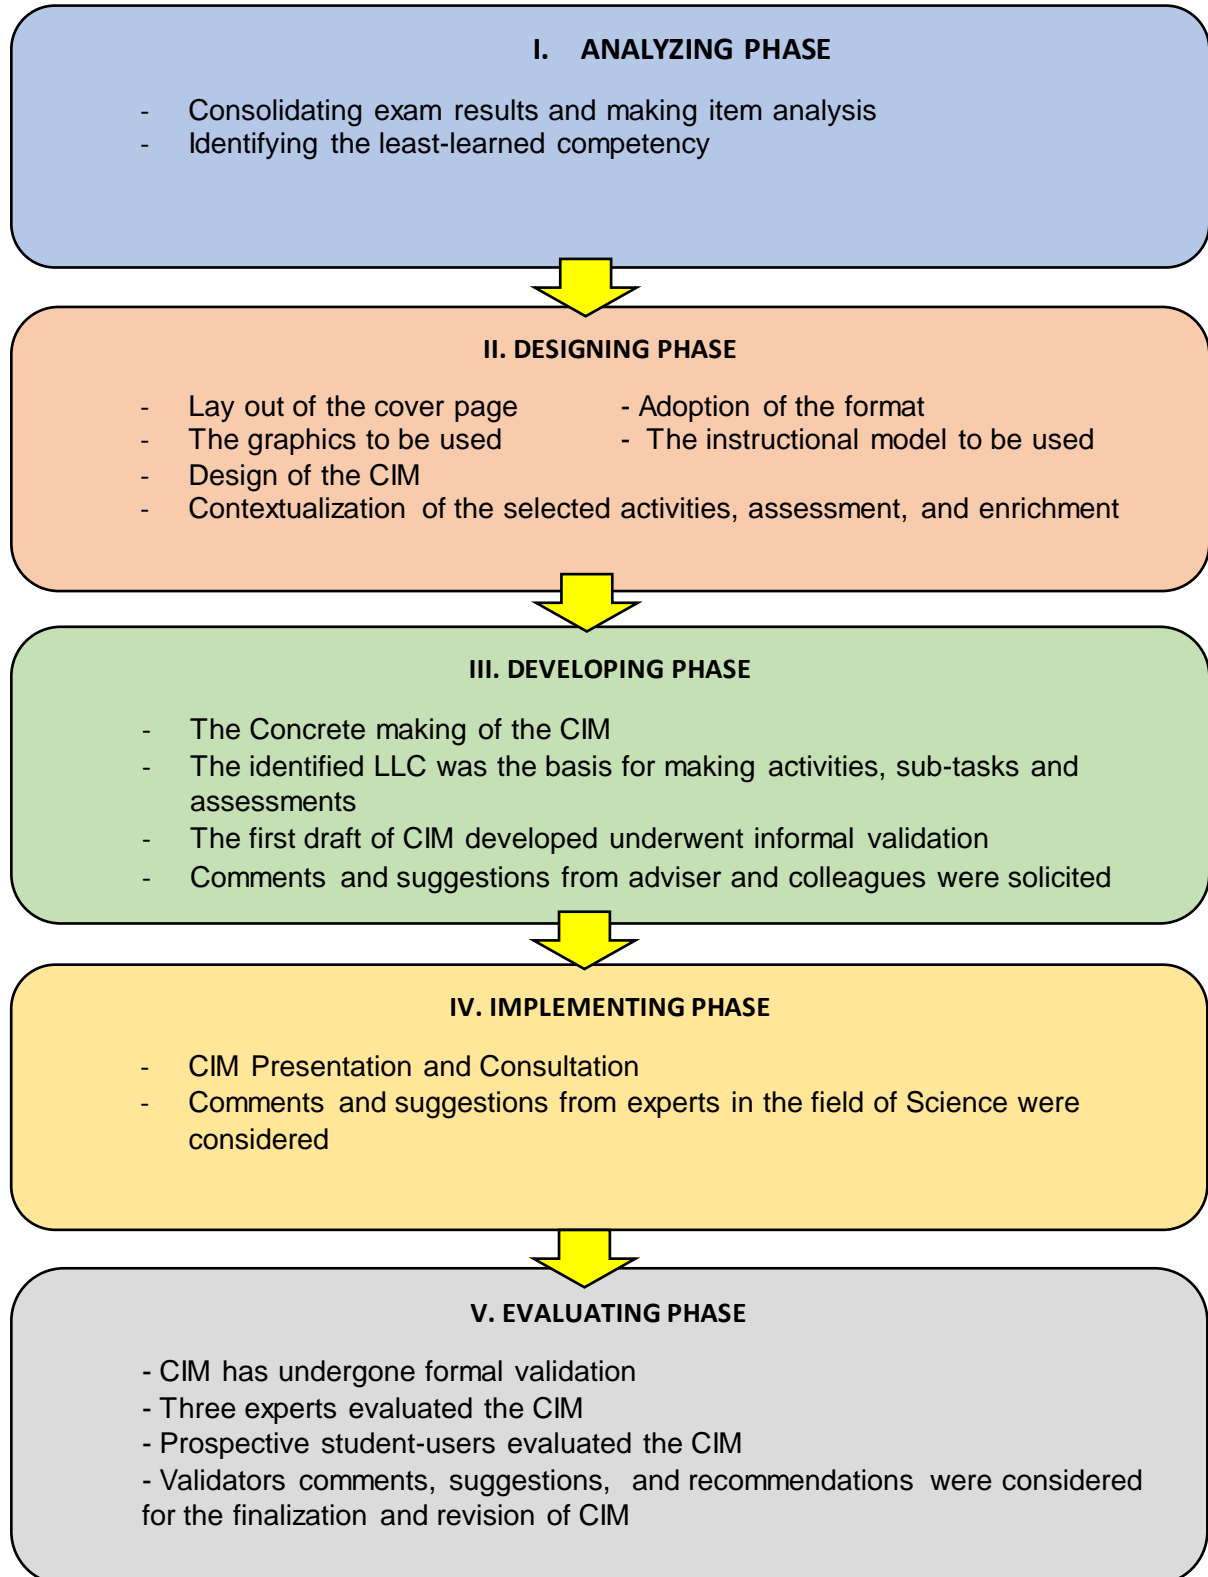 I. ANALYZING PHASE
- Consolidating exam results and making item analysis
- Identifying the least-learned competency
II. DESIGNING PHASE
- Lay out of the cover page - Adoption of the format
- The graphics to be used - The instructional model to be used
- Design of the CIM
- Contextualization of the selected activities, assessment, and enrichment
III. DEVELOPING PHASE
- The Concrete making of the CIM
- The identified LLC was the basis for making activities, sub-tasks and
assessments
- The first draft of CIM developed underwent informal validation
- Comments and suggestions from adviser and colleagues were solicited
IV. IMPLEMENTING PHASE
- CIM Presentation and Consultation
- Comments and suggestions from experts in the field of Science were
considered
V. EVALUATING PHASE
- CIM has undergone formal validation
- Three experts evaluated the CIM
- Prospective student-users evaluated the CIM
- Validators comments, suggestions, and recommendations were considered
for the finalization and revision of CIM